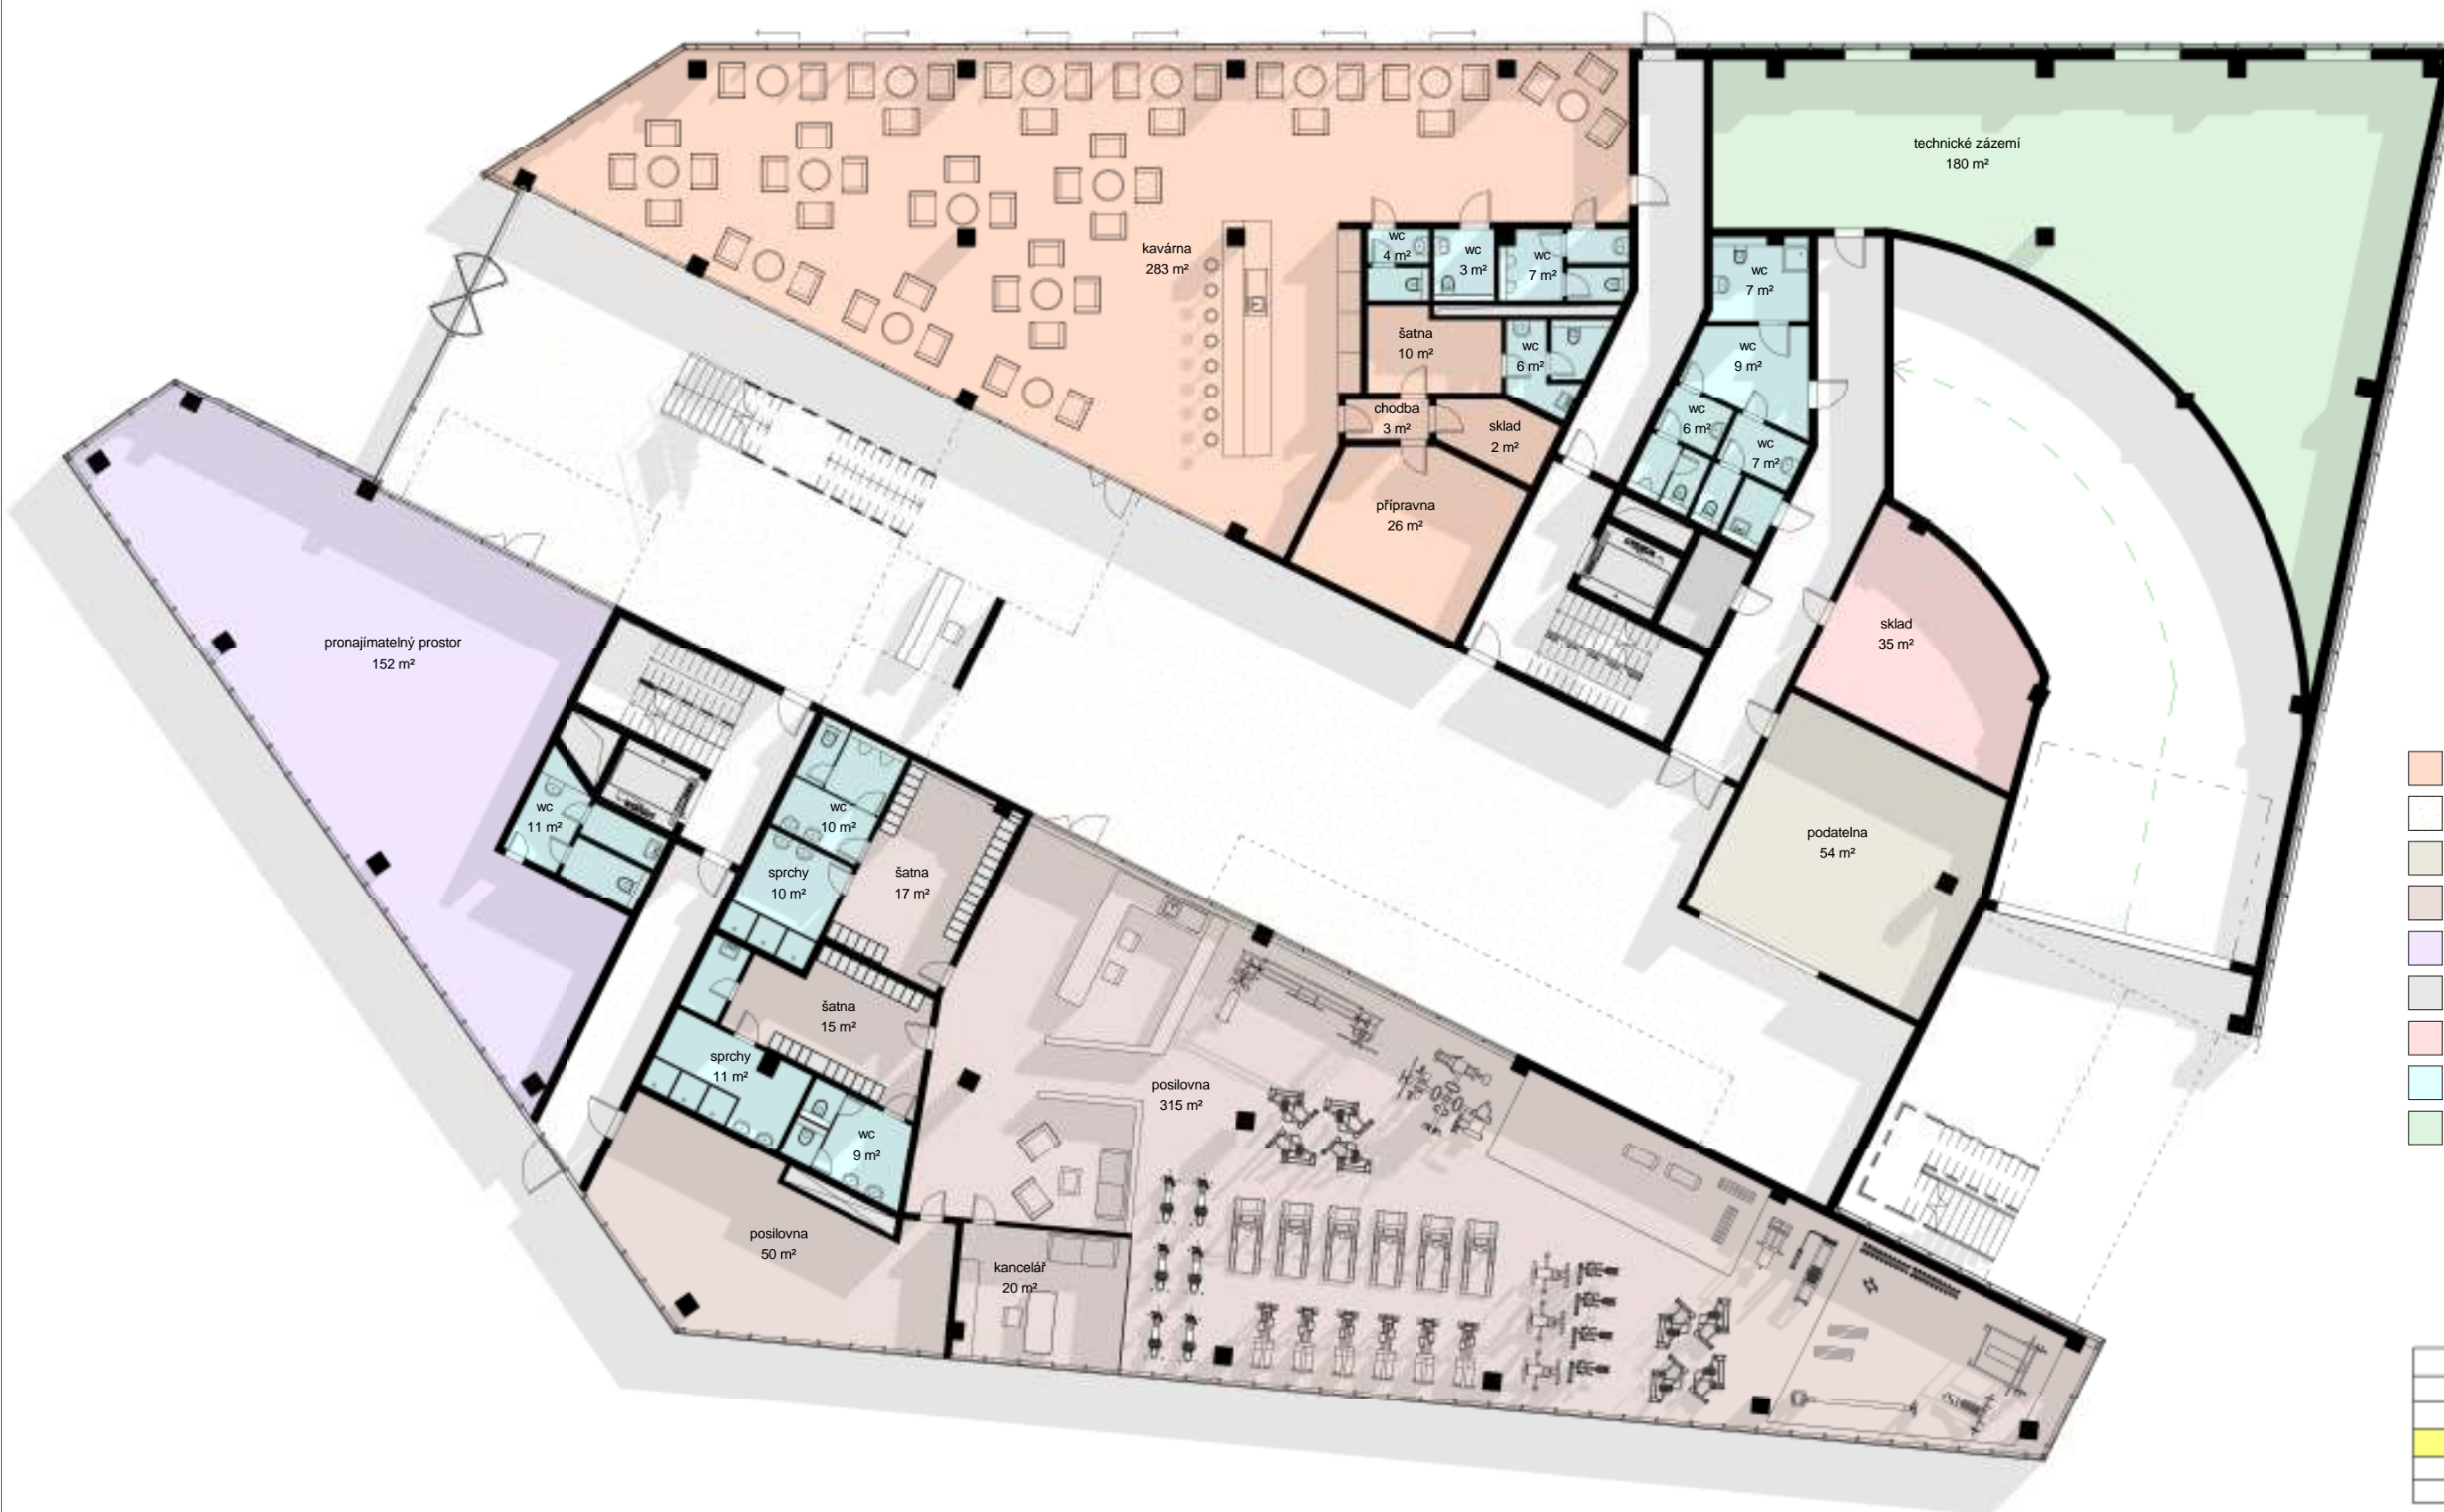 technické zázemí
180 m²
kavárna
283 m²
wc
4 m²
wc
3 m²
wc
7 m²
wc
7 m²
šatna
10 m²
wc
6 m²
wc
9 m²
chodba
3 m²
sklad
2 m²
wc
6 m²
wc
7 m²
přípravna
26 m²
pronajímatelný prostor
152 m²
sklad
35 m²
wc
11 m²
wc
10 m²
podatelna
54 m²
sprchy
10 m²
šatna
17 m²
šatna
15 m²
sprchy
11 m²
posilovna
315 m²
wc
9 m²
posilovna
50 m²
kancelář
20 m²